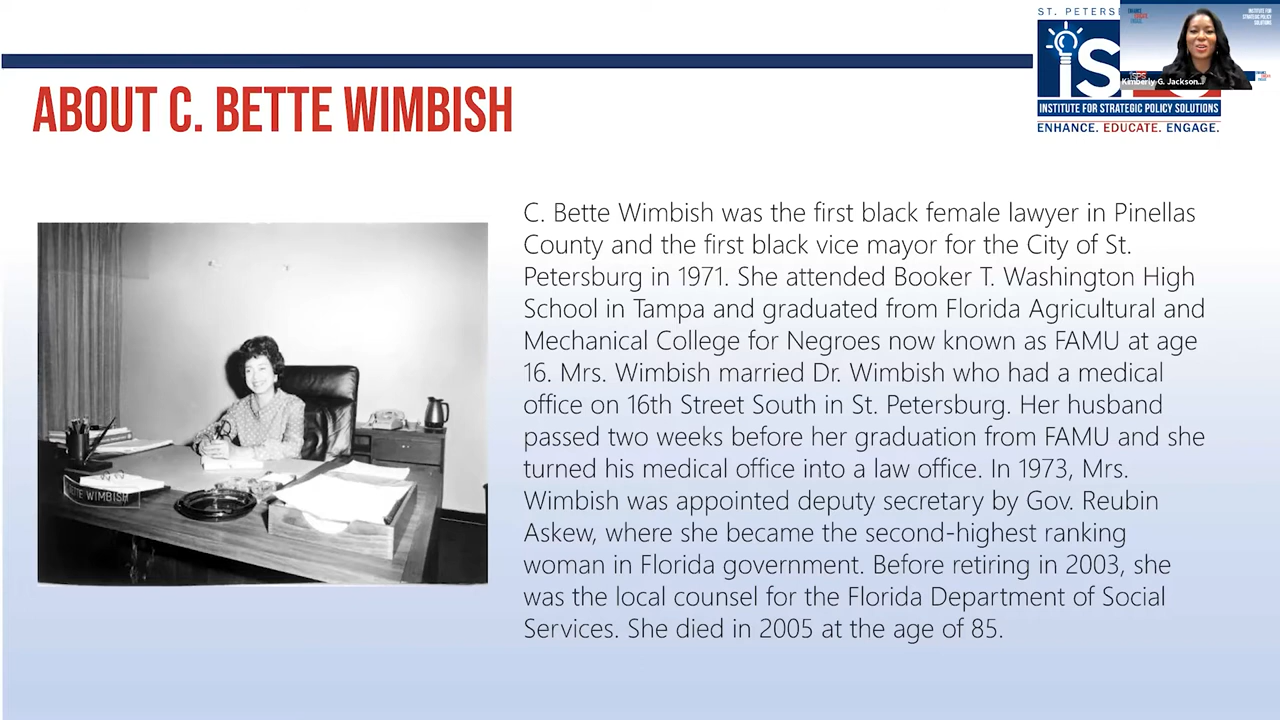 ST. PETERS
iS
INSTITUTE FOR STRATEGIC POLICY SOLUTIONS
ENHANCE. EDUCATE. ENGAGE.
INSTITUTE FOR
STRATEGIC POLICY
SOLUTIONS
Kimberly G. Jackson...
ABOUT C. BETTE WIMBISH
BETTE WIMBISH
C. Bette Wimbish was the first black female lawyer in Pinellas
County and the first black vice mayor for the City of St.
Petersburg in 1971. She attended Booker T. Washington High
School in Tampa and graduated from Florida Agricultural and
Mechanical College for Negroes now known as FAMU at age
16. Mrs. Wimbish married Dr. Wimbish who had a medical
office on 16th Street South in St. Petersburg. Her husband
passed two weeks before her graduation from FAMU and she
turned his medical office into a law office. In 1973, Mrs.
Wimbish was appointed deputy secretary by Gov. Reubin
Askew, where she became the second-highest ranking
woman in Florida government. Before retiring in 2003, she
was the local counsel for the Florida Department of Social
Services. She died in 2005 at the age of 85.